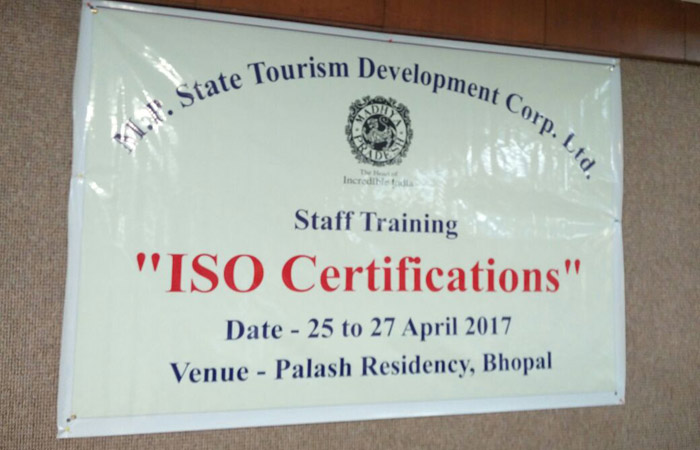 M.P. State Tourism Development Corp. Ltd.
MADHYA
PRADESH
The Heart of
Incredible India
Staff Training
"ISO Certifications"
Date - 25 to 27 April 2017
Venue - Palash Residency, Bhopal